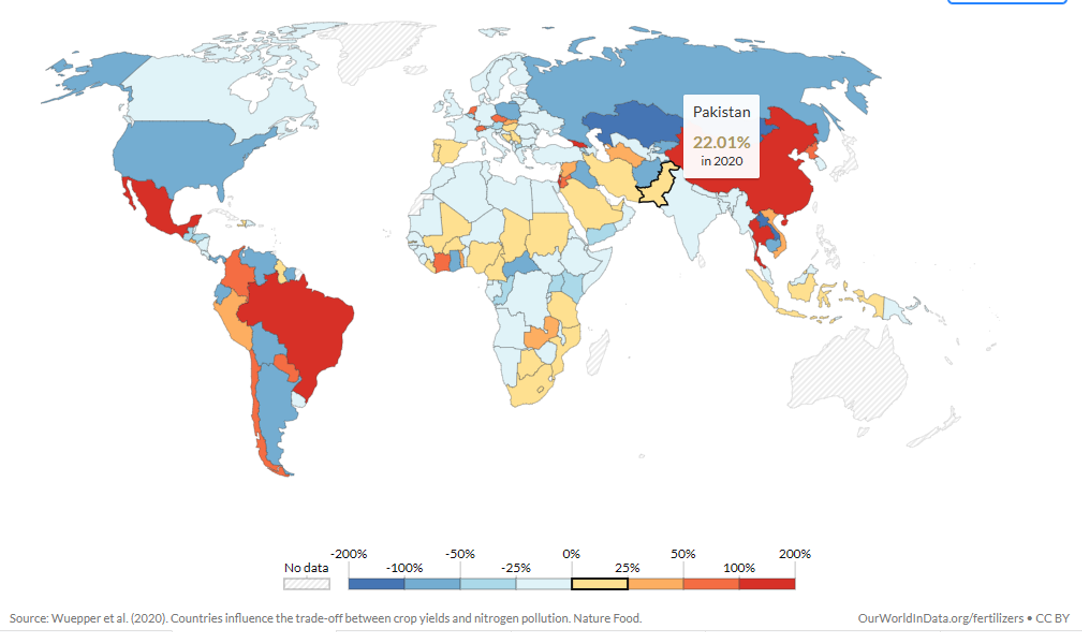 Pakistan
22.01%
in 2020
-200% -50% 0% 50% 200%
No data -100% -25% 25% 100%
Source: Wuepper et al. (2020). Countries influence the trade-off between crop yields and nitrogen pollution. Nature Food.
OurWorldInData.org/fertilizers • CC BY